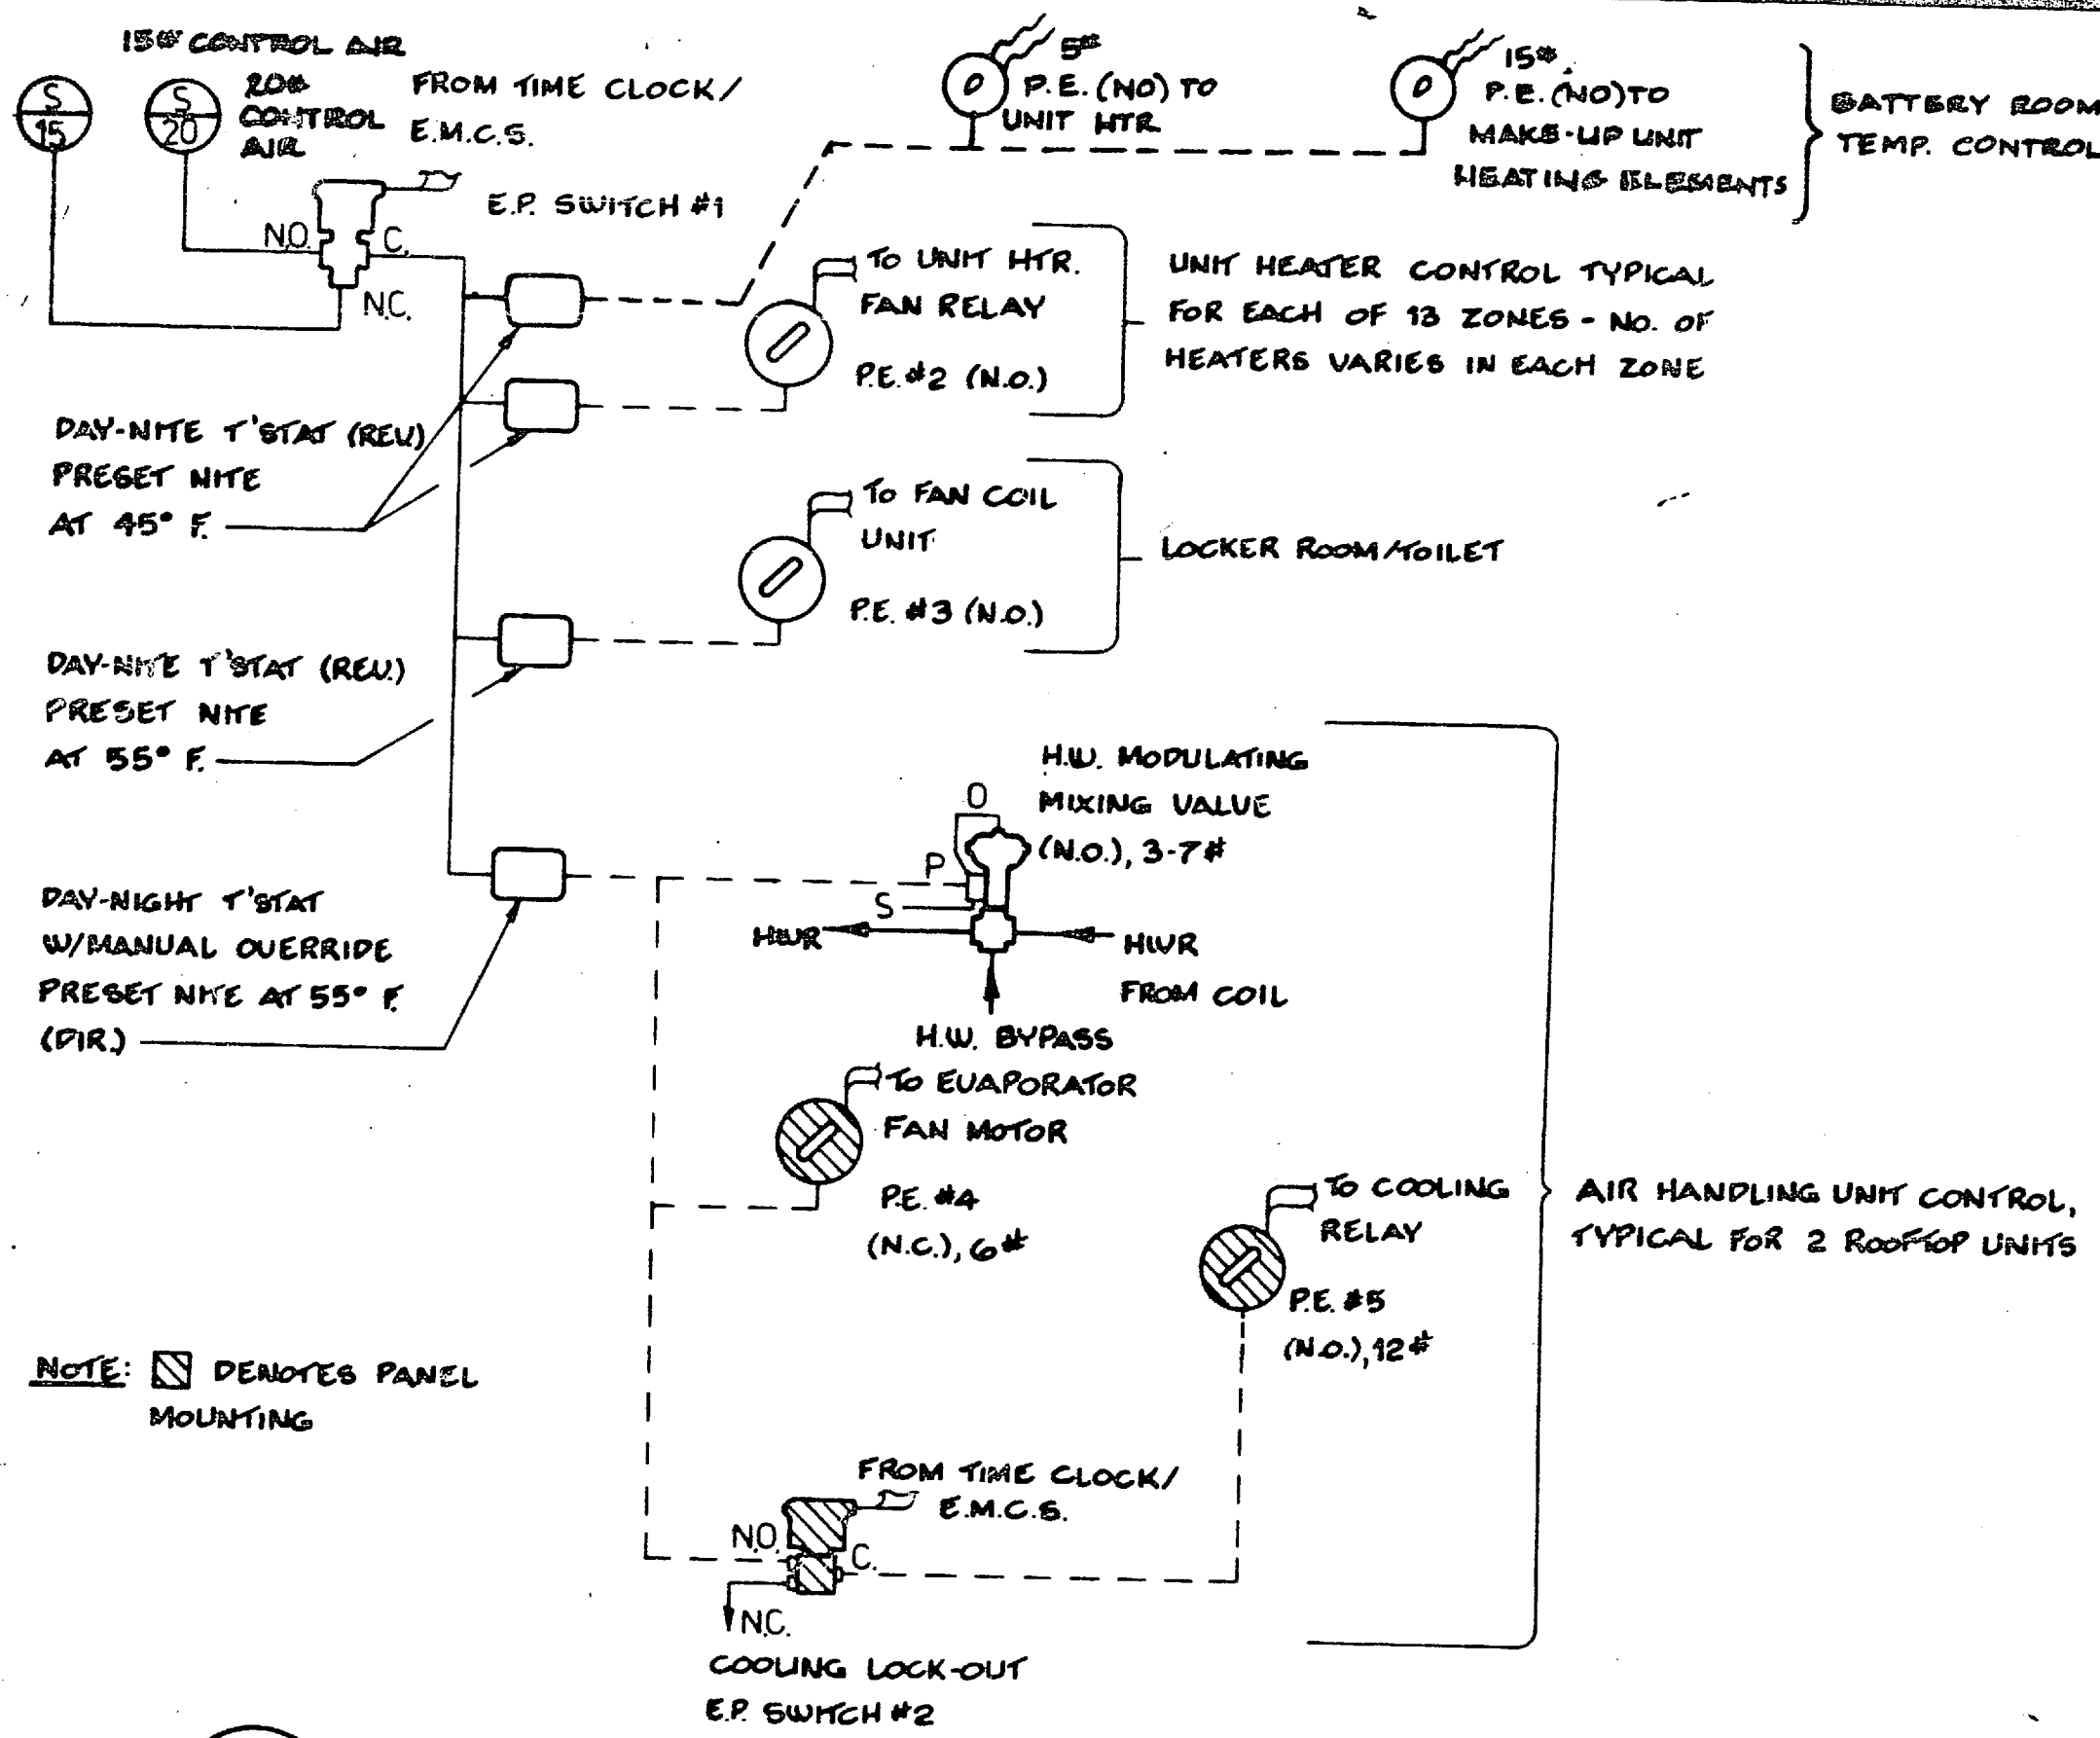 15# CONTROL AIR
S
15
S
20
20#
CONTROL
AIR
FROM TIME CLOCK/
E.M.C.S.
E.P. SWITCH #1
N.O.
C.
N.C.
5#
P.E. (NO) TO
UNIT HTR
15#
P.E. (NO) TO
MAKE-UP UNIT
HEATING ELEMENTS
BATTERY ROOM
TEMP. CONTROL
TO UNIT HTR.
FAN RELAY
P.E. #2 (N.O.)
UNIT HEATER CONTROL TYPICAL
FOR EACH OF 13 ZONES - NO. OF
HEATERS VARIES IN EACH ZONE
DAY-NITE T'STAT (REV)
PRESET NITE
AT 45° F.
TO FAN COIL
UNIT
P.E. #3 (N.O.)
LOCKER ROOM/TOILET
DAY-NITE T'STAT (REV.)
PRESET NITE
AT 55° F.
H.W. MODULATING
MIXING VALVE
(N.O.), 3-7#
O
P
S
HWR
HWR
FROM COIL
H.W. BYPASS
DAY-NIGHT T'STAT
W/MANUAL OVERRIDE
PRESET NITE AT 55° F.
(DIR.)
TO EVAPORATOR
FAN MOTOR
P.E. #4
(N.C.), 6#
TO COOLING
RELAY
P.E. #5
(N.O.), 12#
AIR HANDLING UNIT CONTROL,
TYPICAL FOR 2 ROOFTOP UNITS
NOTE: DENOTES PANEL
MOUNTING
FROM TIME CLOCK/
E.M.C.S.
N.O.
C.
N.C.
COOLING LOCK-OUT
E.P. SWITCH #2